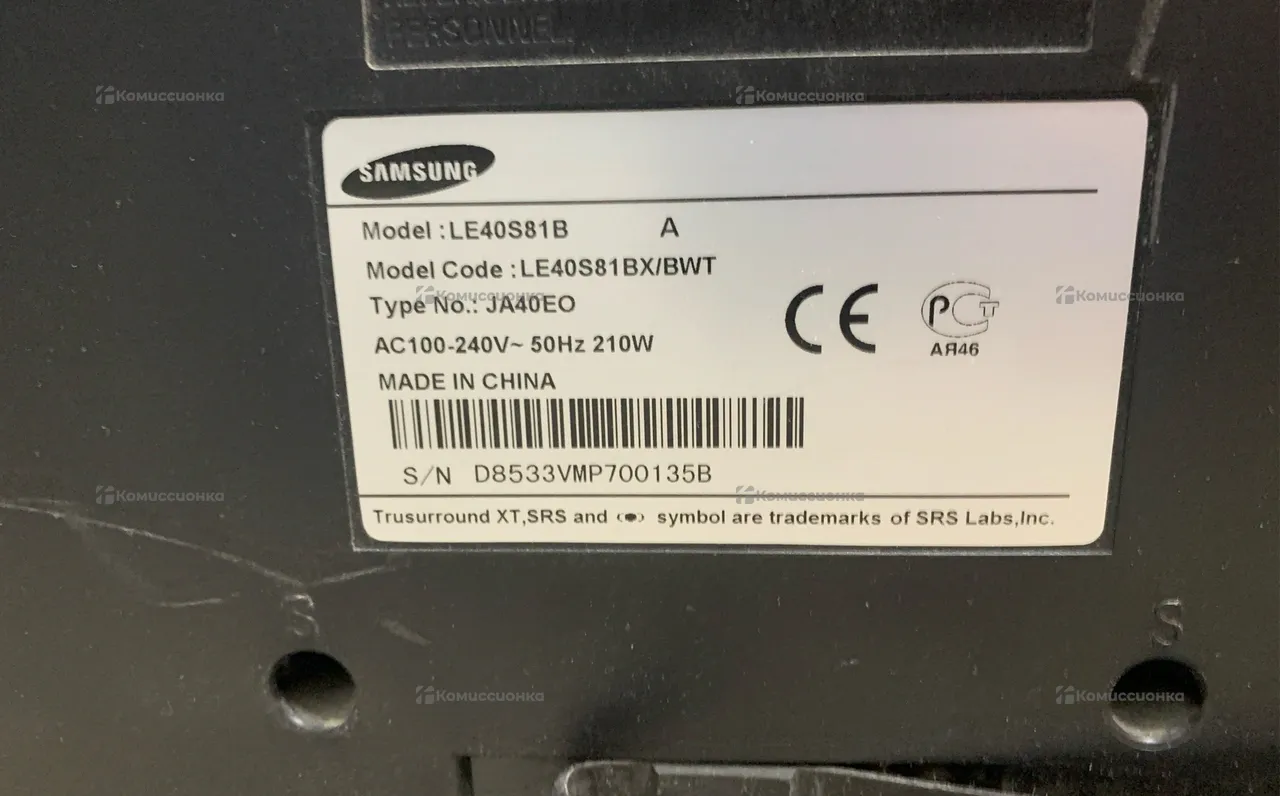 PERSONNEL
SAMSUNG
Model :LE40S81B A
Model Code :LE40S81BX/BWT
Type No.: JA40EO
AC100-240V~ 50Hz 210W
MADE IN CHINA
CE
РСТ
АЯ46
S/N D8533VMP700135B
Trusurround XT,SRS and (●) symbol are trademarks of SRS Labs,Inc.
S S
Комиссионка Комиссионка
Комиссионка Комиссионка
Комиссионка Комиссионка
Комиссионка Комиссионка